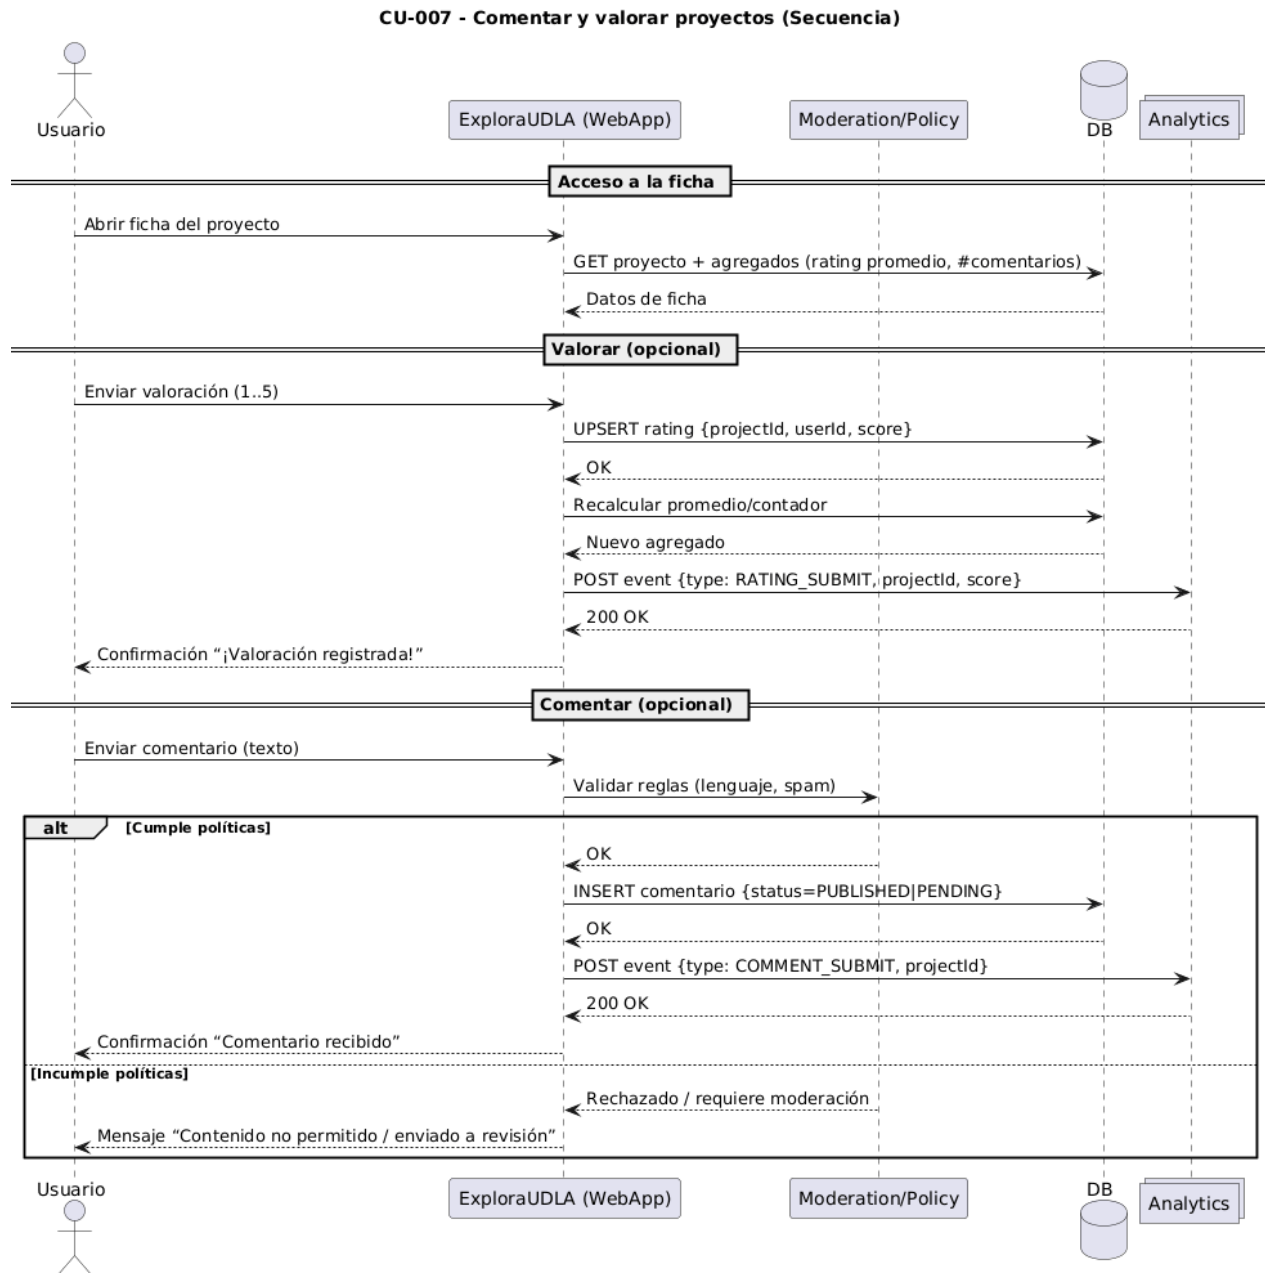 CU-007 - Comentar y valorar proyectos (Secuencia)
Usuario
ExploraUDLA (WebApp)
Moderation/Policy
DB
Analytics
Acceso a la ficha
Abrir ficha del proyecto
GET proyecto + agregados (rating promedio, #comentarios)
Datos de ficha
Valorar (opcional)
Enviar valoración (1..5)
UPSERT rating {projectId, userId, score}
OK
Recalcular promedio/contador
Nuevo agregado
POST event {type: RATING_SUBMIT, projectId, score}
200 OK
Confirmación “¡Valoración registrada!”
Comentar (opcional)
Enviar comentario (texto)
Validar reglas (lenguaje, spam)
alt [Cumple políticas]
OK
INSERT comentario {status=PUBLISHED|PENDING}
OK
POST event {type: COMMENT_SUBMIT, projectId}
200 OK
Confirmación “Comentario recibido”
[Incumple políticas]
Rechazado / requiere moderación
Mensaje “Contenido no permitido / enviado a revisión”
Usuario
ExploraUDLA (WebApp)
Moderation/Policy
DB
Analytics